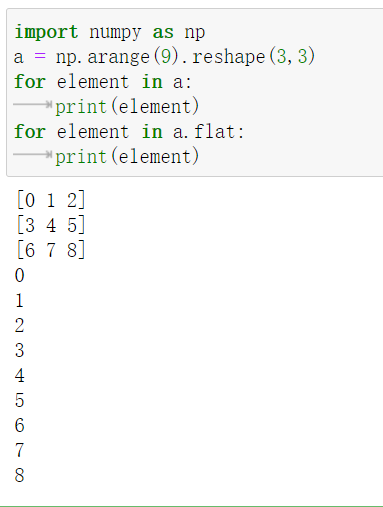 import numpy as np
a = np.arange(9).reshape(3,3)
for element in a:
print(element)
for element in a.flat:
print(element)
[0 1 2]
[3 4 5]
[6 7 8]
0
1
2
3
4
5
6
7
8